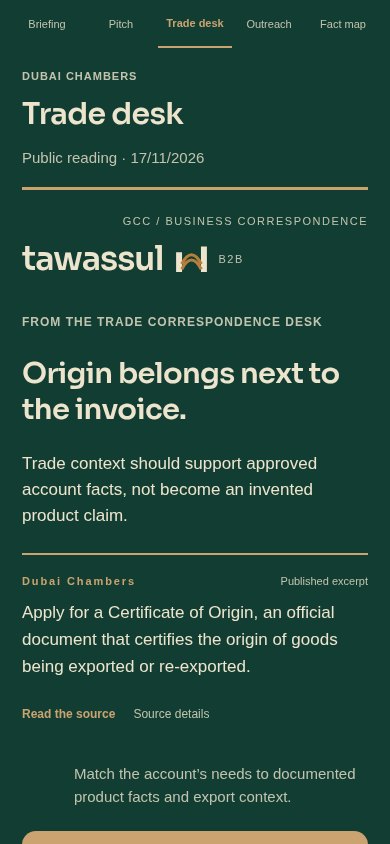 Briefing
Pitch
Trade desk
Outreach
Fact map
DUBAI CHAMBERS
Trade desk
Public reading · 17/11/2026
GCC / BUSINESS CORRESPONDENCE
tawassul
B2B
FROM THE TRADE CORRESPONDENCE DESK
Origin belongs next to
the invoice.
Trade context should support approved
account facts, not become an invented
product claim.
Dubai Chambers
Published excerpt
Apply for a Certificate of Origin, an official
document that certifies the origin of goods
being exported or re-exported.
Read the source
Source details
Match the account’s needs to documented
product facts and export context.